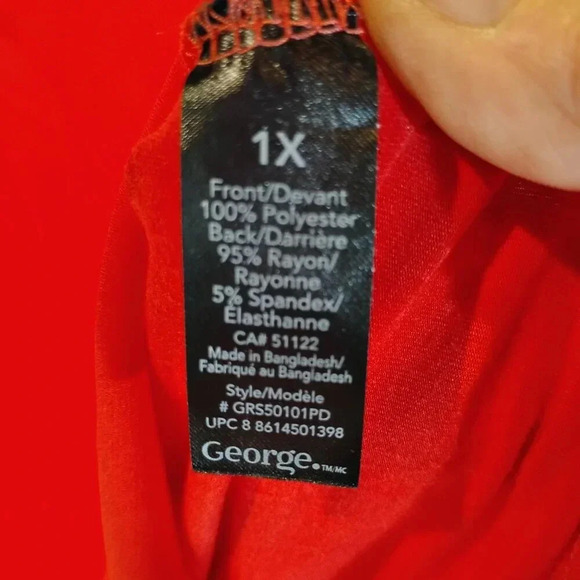 1X
Front/Devant
100% Polyester
Back/Darrière
95% Rayon/
Rayonne
5% Spandex/
Élasthanne
CA# 51122
Made in Bangladesh/
Fabriqué au Bangladesh
Style/Modèle
# GRS50101PD
UPC 8 8614501398
George.TM/MC